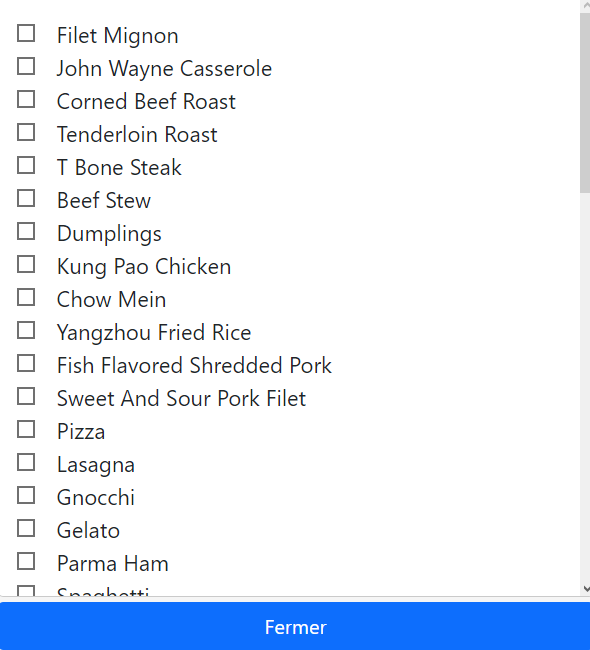 Filet Mignon
John Wayne Casserole
Corned Beef Roast
Tenderloin Roast
T Bone Steak
Beef Stew
Dumplings
Kung Pao Chicken
Chow Mein
Yangzhou Fried Rice
Fish Flavored Shredded Pork
Sweet And Sour Pork Filet
Pizza
Lasagna
Gnocchi
Gelato
Parma Ham
Spaghetti
Fermer